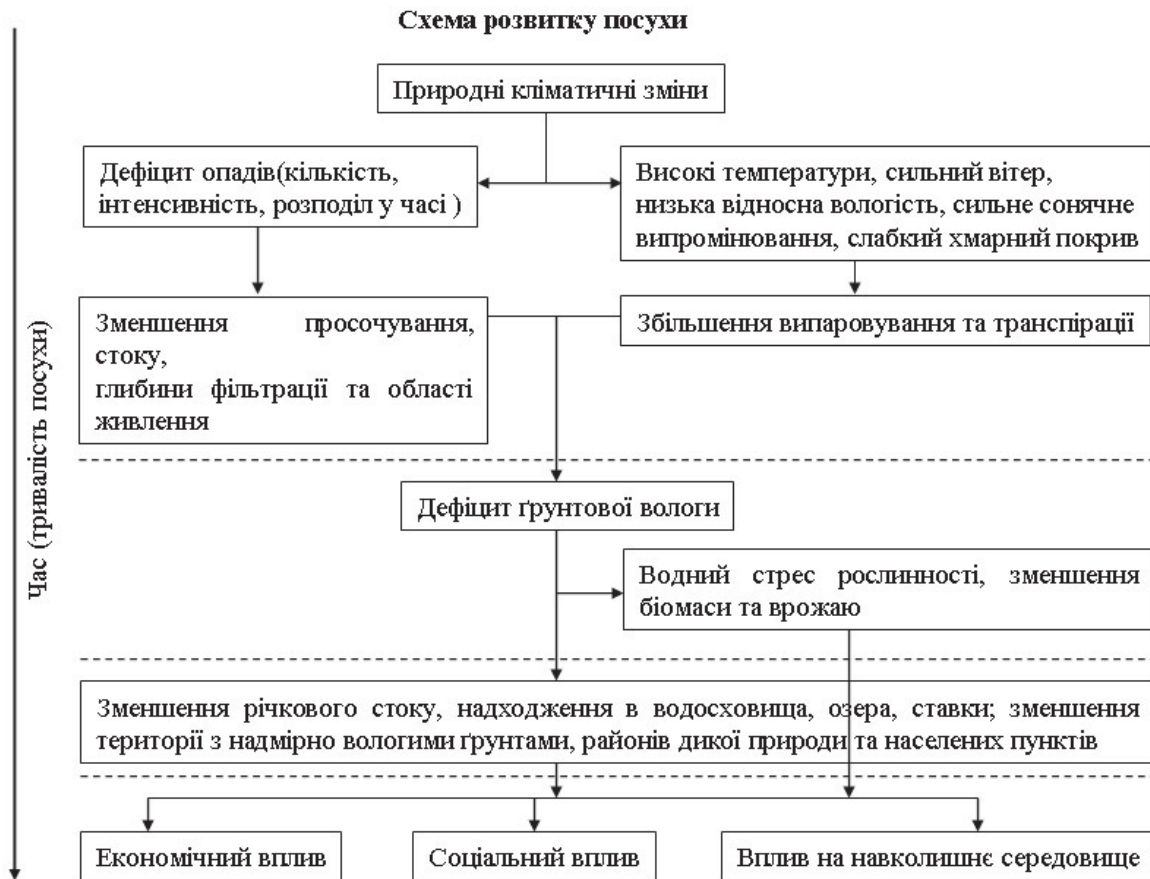 Схема розвитку посухи
Природні кліматичні зміни
Дефіцит опадів(кількість,
інтенсивність, розподіл у часі )
Високі температури, сильний вітер,
низька відносна вологість, сильне сонячне
випромінювання, слабкий хмарний покрив
Зменшення просочування,
стоку,
глибини фільтрації та області
живлення
Збільшення випаровування та транспірації
Час (тривалість посухи)
Дефіцит ґрунтової вологи
Водний стрес рослинності, зменшення
біомаси та врожаю
Зменшення річкового стоку, надходження в водосховища, озера, ставки; зменшення
території з надмірно вологими ґрунтами, районів дикої природи та населених пунктів
Економічний вплив
Соціальний вплив
Вплив на навколишнє середовище